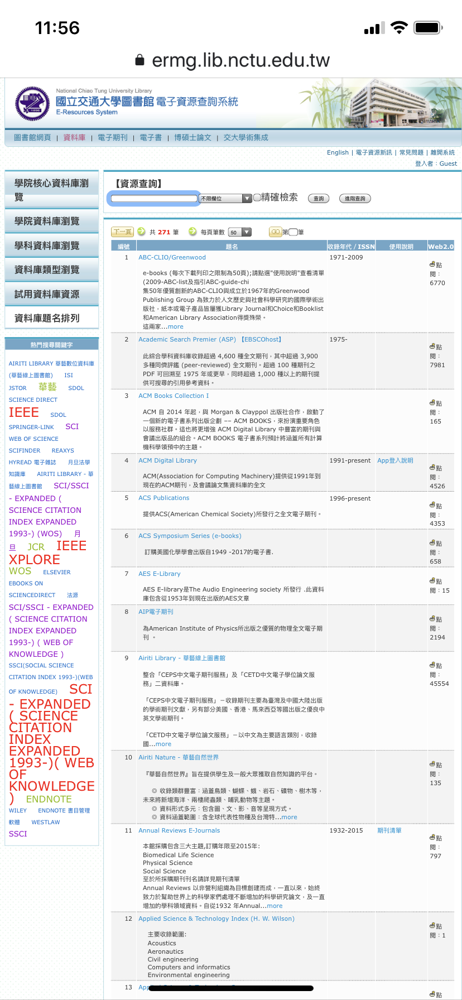 11:56
ermg.lib.nctu.edu.tw
National Chiao Tung University Library
國立交通大學圖書館 電子資源查詢系統
E-Resources System
圖書館網頁 | 資料庫 | 電子期刊 | 電子書 | 博碩士論文 | 交大學術集成
English | 電子資源新訊 | 常見問題 | 離開系統
登入者：Guest
學院核心資料庫瀏
覽
學院資料庫瀏覽
學科資料庫瀏覽
資料庫類型瀏覽
試用資料庫資源
資料庫題名排列
熱門搜尋關鍵字
AIRITI LIBRARY 華藝數位資料庫
(華藝線上圖書館) ISI
JSTOR 華藝 SDOL
SCIENCE DIRECT
IEEE SDOL
SPRINGER-LINK SCI
WEB OF SCIENCE
SCIFINDER REAXYS
HYREAD 電子雜誌 月旦法學
知識庫 AIRITI LIBRARY - 華
藝線上圖書館 SCI/SSCI
- EXPANDED (
SCIENCE CITATION
INDEX EXPANDED
1993-) (WOS) 月
旦 JCR IEEE
XPLORE
WOS ELSEVIER
EBOOKS ON
SCIENCEDIRECT 法源
SCI/SSCI - EXPANDED
( SCIENCE CITATION
INDEX EXPANDED
1993-) ( WEB OF
KNOWLEDGE )
SSCI(SOCIAL SCIENCE
CITATION INDEX 1993-)(WEB
OF KNOWLEDGE) SCI
- EXPANDED
( SCIENCE
CITATION
INDEX
EXPANDED
1993-)( WEB
OF
KNOWLEDGE
) ENDNOTE
WILEY ENDNOTE 書目管理
軟體 WESTLAW
SSCI
【資源查詢】
不限欄位 精確檢索 查詢 進階查詢
下一頁 共 271 筆 每頁筆數 50 GO 第 筆
編號 題名 收錄年代 / ISSN 使用說明 Web2.0
1 ABC-CLIO/Greenwood 1971-2009
e-books (每次下載列印之限制為50頁);請點選"使用說明"查看清單
(2009-ABC-list及指引ABC-guide-chi
集50年優質創新的ABC-CLIO與成立於1967年的Greenwood
Publishing Group 為致力於人文歷史與社會科學研究的國際學術出
版社，紙本或電子產品皆屢獲Library Journal和Choice和Booklist
和American Library Association得獎殊榮。
這兩家...more
點
閱：
6770
2 Academic Search Premier (ASP) 【EBSCOhost】 1975-
此綜合學科資料庫收錄超過 4,600 種全文期刊，其中超過 3,900
多種同儕評鑑 (peer-reviewed) 全文期刊。超過 100 種期刊之
PDF 可回溯至 1975 年或更早，同時超過 1,000 種以上的期刊提
供可搜尋的引用參考資料。
點
閱：
7981
3 ACM Books Collection I
ACM 自 2014 年起，與 Morgan & Clayppol 出版社合作，啟動了
一個新的電子書系列出版企劃 –– ACM BOOKS，來扮演重要角色
以服務社群。這也將更增強 ACM Digital Library 中豐富的期刊與
會議出版品的組合。ACM BOOKS 電子書系列預計將涵蓋所有計算
機科學領預中的主題。
點
閱：
165
4 ACM Digital Library 1991-present App登入說明
ACM(Association for Computing Machinery)提供從1991年到
現在的ACM期刊，及會議論文集資料庫的全文
點
閱：
4526
5 ACS Publications 1996-present
提供ACS(American Chemical Society)所發行之全文電子期刊。
點
閱：
4353
6 ACS Symposium Series (e-books)
訂購美國化學學會出版自1949 -2017的電子書.
點
閱：
658
7 AES E-Library
AES E-library是The Audio Engineering society 所發行 .此資料
庫包含從1953年到現在出版的AES文章
點
閱：15
8 AIP電子期刊
為American Institute of Physics所出版之優質的物理全文電子期
刊 。
點
閱：
2194
9 Airiti Library - 華藝線上圖書館
整合「CEPS中文電子期刊服務」及「CETD中文電子學位論文服
務」二資料庫。
「CEPS中文電子期刊服務」－收錄期刊主要為臺灣及中國大陸出版
的學術期刊文獻，另有部分美國、香港、馬來西亞等國出版之優良中
英文學術期刊。
「CETD中文電子學位論文服務」－以中文為主要語言類別，收錄
國...more
點
閱：
45554
10 Airiti Nature - 華藝自然世界
『華藝自然世界』旨在提供學生及一般大眾獲取自然知識的平台。
◎ 收錄類群豐富：涵蓋鳥類、蝴蝶、蛾、岩石、礦物、樹木等，
未來將新增海洋、兩棲爬蟲類、哺乳動物等主題。
◎ 資料形式多元：包含圖、文、影、音等呈現方式。
◎ 資料涵蓋範圍：含全球代表性物種及台灣特...more
點
閱：
135
11 Annual Reviews E-Journals 1932-2015 期刊清單
本館採購包含三大主題,訂購年限至2015年:
Biomedical Life Science
Physical Science
Social Science
至於所採購期刊刊名請詳見期刊清單
Annual Reviews 以非營利組織為目標創建而成，一直以來，始終
致力於幫助世界上的科學家們處理不斷增加的科學研究論文，及一直
增加的學科領域資料。自從1932 年Annual...more
點
閱：
797
12 Applied Science & Technology Index (H. W. Wilson)
主要收錄範圍:
Acoustics
Aeronautics
Civil engineering
Computers and informatics
Environmental engineering
點
閱：1
13
點